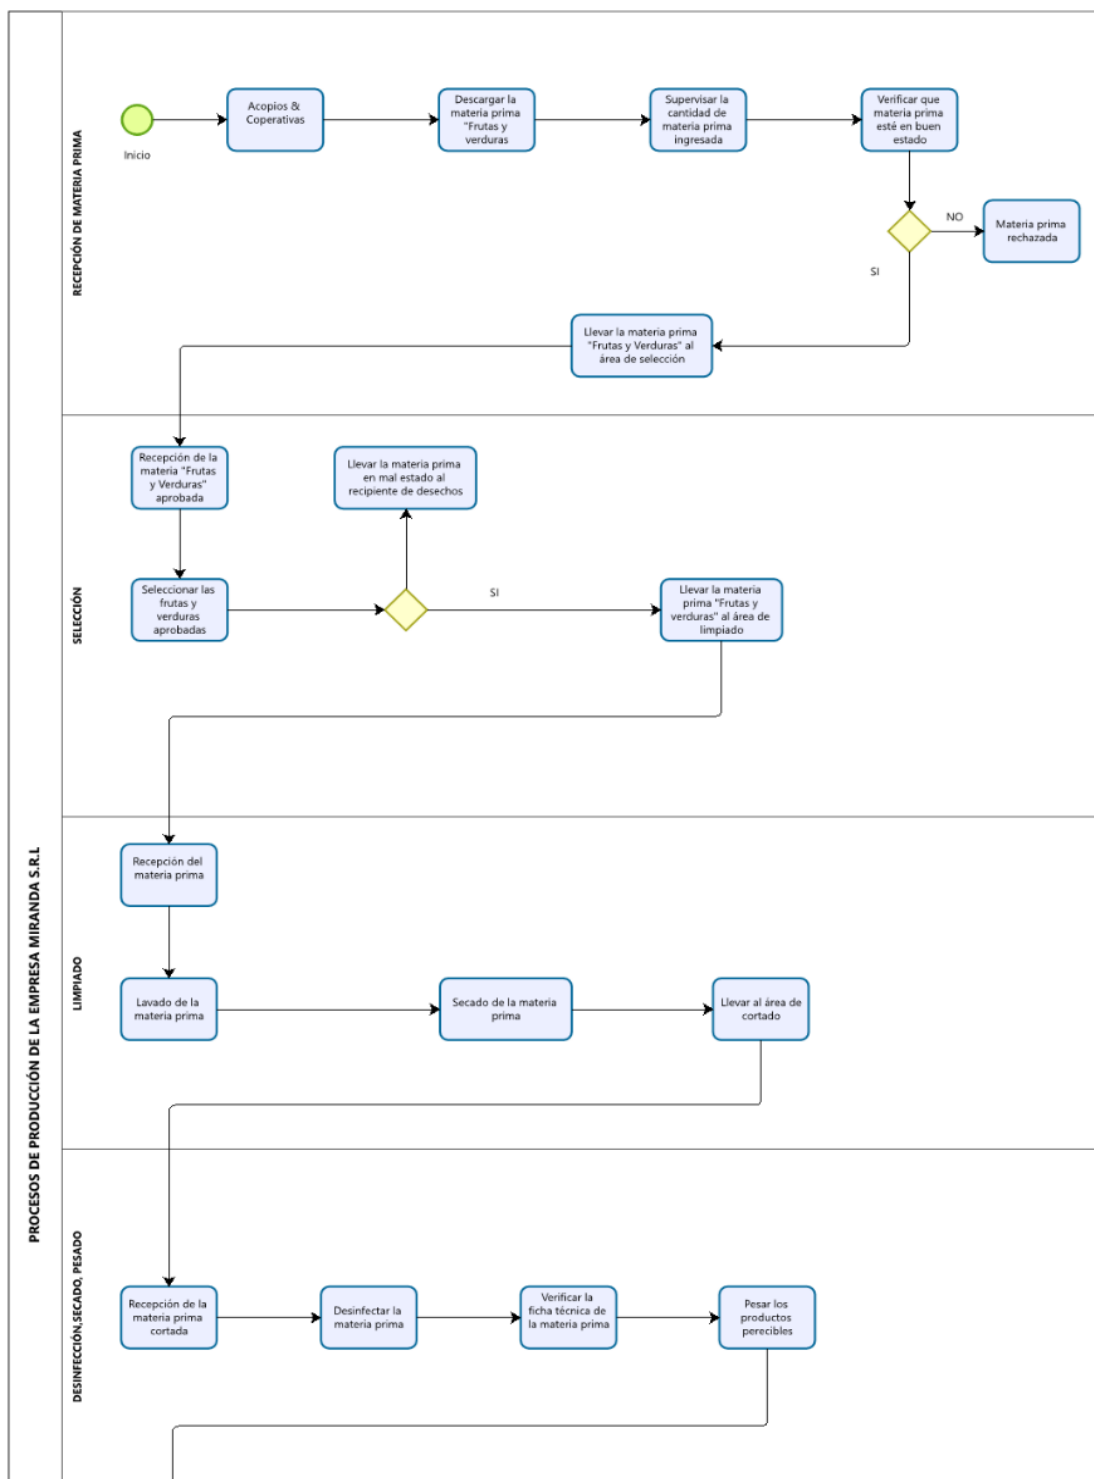 PROCESOS DE PRODUCCIÓN DE LA EMPRESA MIRANDA S.R.L
RECEPCIÓN DE MATERIA PRIMA
Inicio
Acopios &
Coperativas
Descargar la
materia prima
"Frutas y
verduras
Supervisar la
cantidad de
materia prima
ingresada
Verificar que
materia prima
esté en buen
estado
NO
Materia prima
rechazada
SI
Llevar la materia prima
"Frutas y Verduras" al
área de selección
SELECCIÓN
Recepción de la
materia "Frutas
y Verduras"
aprobada
Llevar la materia prima
en mal estado al
recipiente de desechos
Seleccionar las
frutas y
verduras
aprobadas
SI
Llevar la materia
prima "Frutas y
verduras" al área de
limpiado
LIMPIADO
Recepción del
materia prima
Lavado de la
materia prima
Secado de la materia
prima
Llevar al área de
cortado
DESINFECCIÓN,SECADO, PESADO
Recepción de la
materia prima
cortada
Desinfectar la
materia prima
Verificar la
ficha técnica de
la materia prima
Pesar los
productos
perecibles